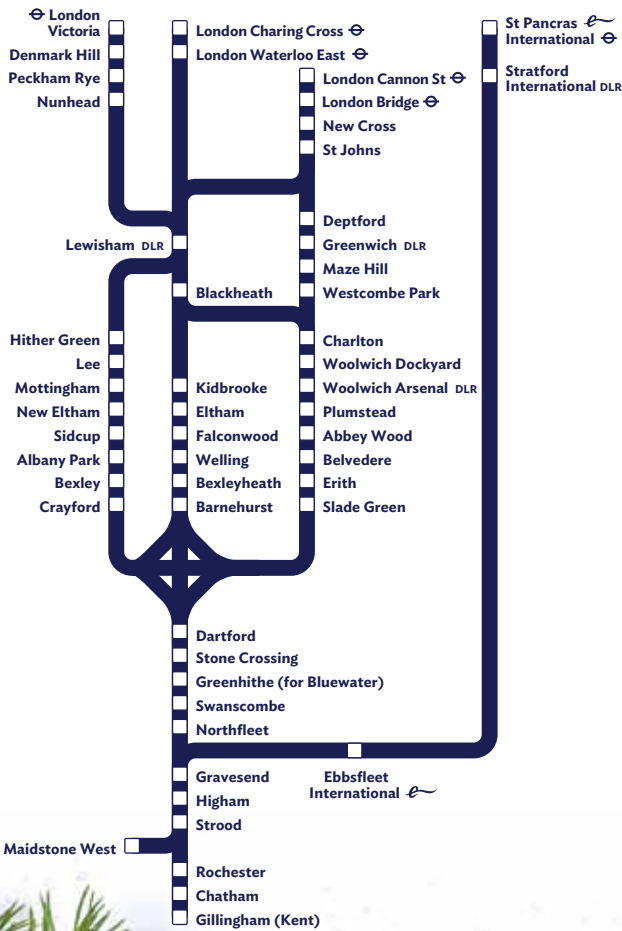 London
Victoria
Denmark Hill
Peckham Rye
Nunhead
London Charing Cross
London Waterloo East
London Cannon St
London Bridge
New Cross
St Johns
St Pancras
International
Stratford
International DLR
Lewisham DLR
Blackheath
Deptford
Greenwich DLR
Maze Hill
Westcombe Park
Hither Green
Lee
Mottingham
New Eltham
Sidcup
Albany Park
Bexley
Crayford
Kidbrooke
Eltham
Falconwood
Welling
Bexleyheath
Barnehurst
Charlton
Woolwich Dockyard
Woolwich Arsenal DLR
Plumstead
Abbey Wood
Belvedere
Erith
Slade Green
Dartford
Stone Crossing
Greenhithe (for Bluewater)
Swanscombe
Northfleet
Ebbsfleet
International
Gravesend
Higham
Strood
Maidstone West
Rochester
Chatham
Gillingham (Kent)